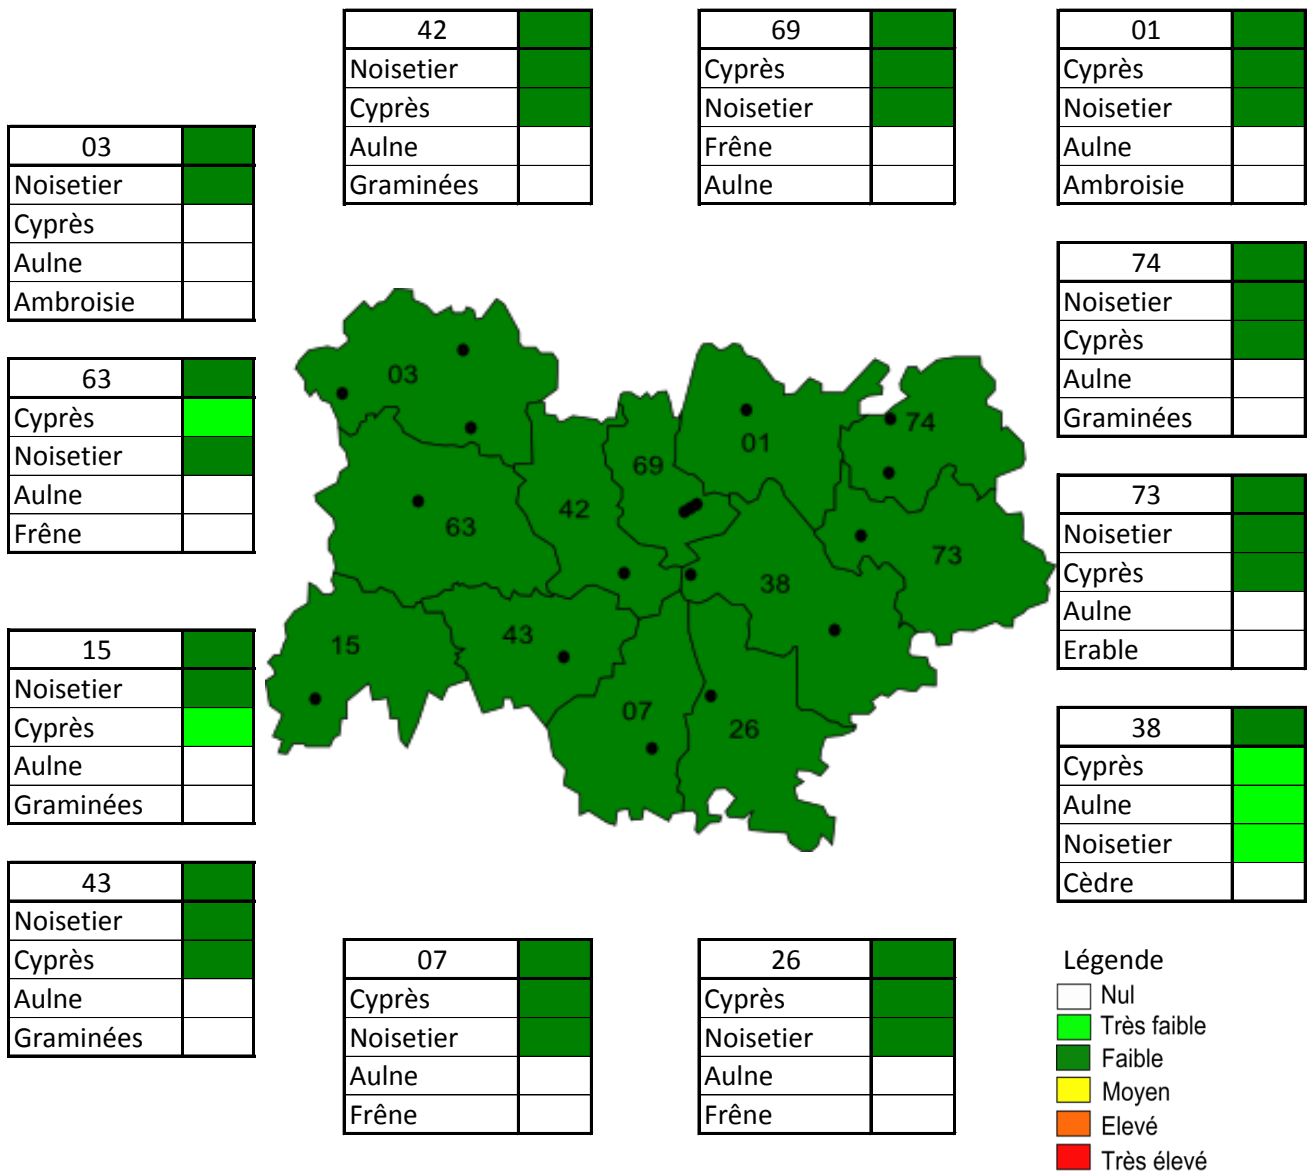 42
Noisetier
Cyprès
Aulne
Graminées
69
Cyprès
Noisetier
Frêne
Aulne
01
Cyprès
Noisetier
Aulne
Ambroisie
03
Noisetier
Cyprès
Aulne
Ambroisie
74
Noisetier
Cyprès
Aulne
Graminées
63
Cyprès
Noisetier
Aulne
Frêne
73
Noisetier
Cyprès
Aulne
Erable
15
Noisetier
Cyprès
Aulne
Graminées
38
Cyprès
Aulne
Noisetier
Cèdre
43
Noisetier
Cyprès
Aulne
Graminées
07
Cyprès
Noisetier
Aulne
Frêne
26
Cyprès
Noisetier
Aulne
Frêne
03
74
01
69
42
63
73
38
43
15
07
26
Légende
Nul
Très faible
Faible
Moyen
Elevé
Très élevé